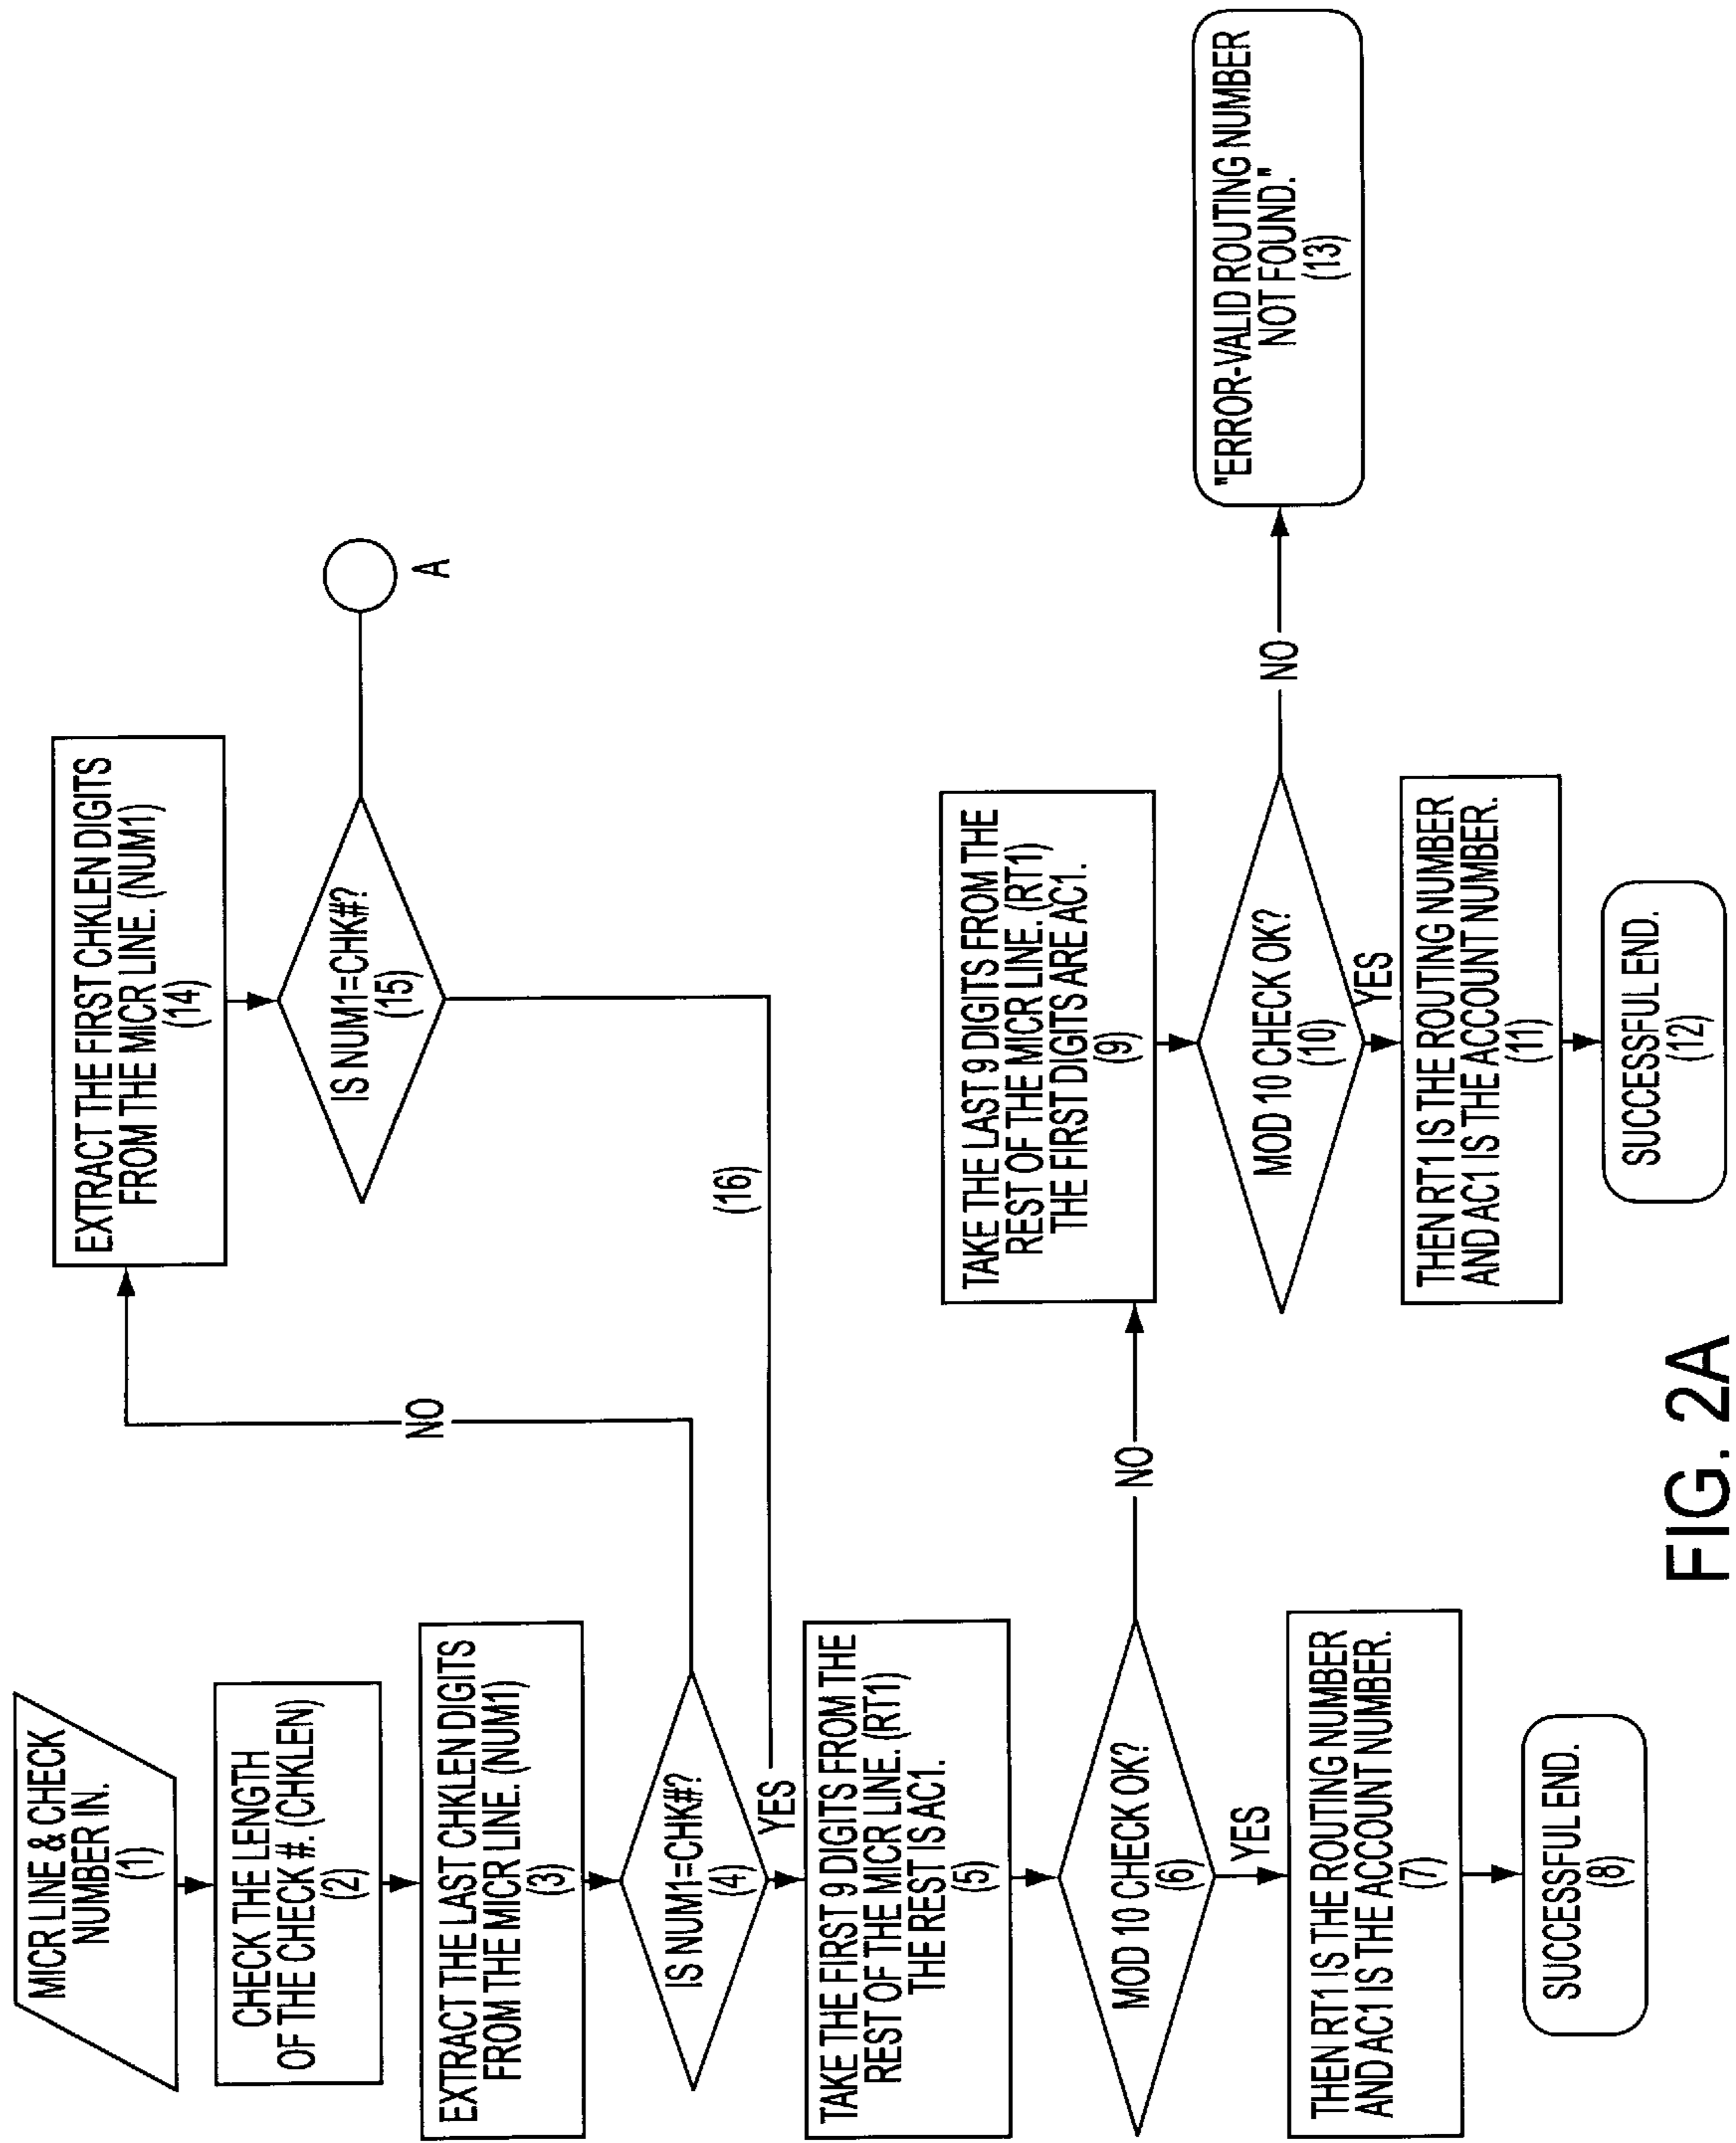 MICR LINE & CHECK
NUMBER IN.
(1)
CHECK THE LENGTH
OF THE CHECK #. (CHKLEN)
(2)
EXTRACT THE LAST CHKLEN DIGITS
FROM THE MICR LINE. (NUM1)
(3)
IS NUM1=CHK#?
(4)
NO
YES
TAKE THE FIRST 9 DIGITS FROM THE
REST OF THE MICR LINE. (RT1)
THE REST IS AC1.
(5)
MOD 10 CHECK OK?
(6)
NO
YES
THEN RT1 IS THE ROUTING NUMBER
AND AC1 IS THE ACCOUNT NUMBER.
(7)
SUCCESSFUL END.
(8)
EXTRACT THE FIRST CHKLEN DIGITS
FROM THE MICR LINE. (NUM1)
(14)
IS NUM1=CHK#?
(15)
A
(16)
TAKE THE LAST 9 DIGITS FROM THE
REST OF THE MICR LINE. (RT1)
THE FIRST DIGITS ARE AC1.
(9)
MOD 10 CHECK OK?
(10)
NO
YES
THEN RT1 IS THE ROUTING NUMBER
AND AC1 IS THE ACCOUNT NUMBER.
(11)
SUCCESSFUL END.
(12)
"ERROR-VALID ROUTING NUMBER
NOT FOUND."
(13)
FIG. 2A